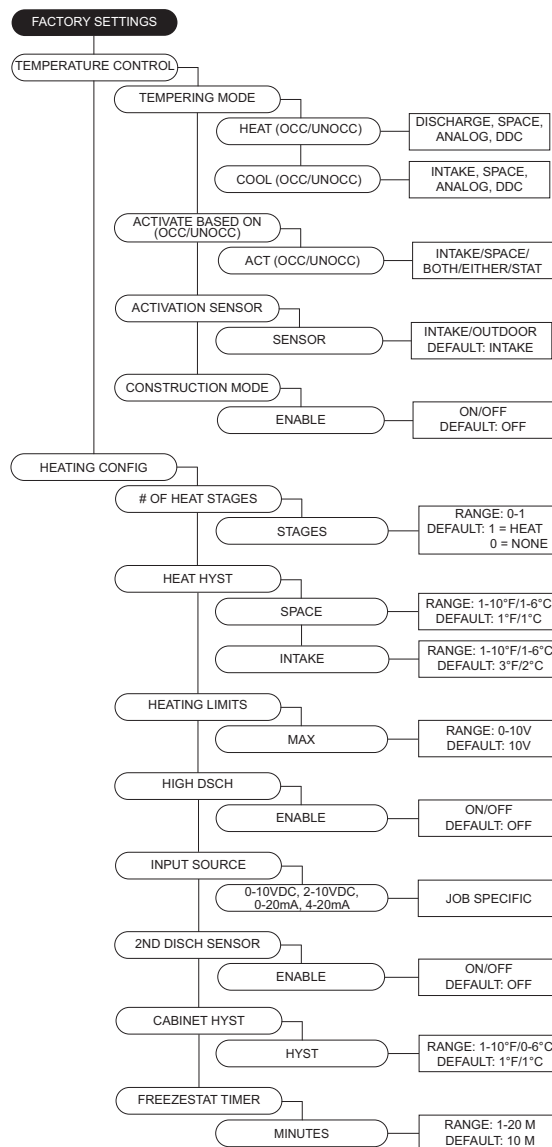 FACTORY SETTINGS
TEMPERATURE CONTROL
TEMPERING MODE
HEAT (OCC/UNOCC)
DISCHARGE, SPACE,
ANALOG, DDC
COOL (OCC/UNOCC)
INTAKE, SPACE,
ANALOG, DDC
ACTIVATE BASED ON
(OCC/UNOCC)
ACT (OCC/UNOCC)
INTAKE/SPACE/
BOTH/EITHER/STAT
ACTIVATION SENSOR
SENSOR
INTAKE/OUTDOOR
DEFAULT: INTAKE
CONSTRUCTION MODE
ENABLE
ON/OFF
DEFAULT: OFF
HEATING CONFIG
# OF HEAT STAGES
STAGES
RANGE: 0-1
DEFAULT: 1 = HEAT
0 = NONE
HEAT HYST
SPACE
RANGE: 1-10°F/1-6°C
DEFAULT: 1°F/1°C
INTAKE
RANGE: 1-10°F/1-6°C
DEFAULT: 3°F/2°C
HEATING LIMITS
MAX
RANGE: 0-10V
DEFAULT: 10V
HIGH DSCH
ENABLE
ON/OFF
DEFAULT: OFF
INPUT SOURCE
0-10VDC, 2-10VDC,
0-20mA, 4-20mA
JOB SPECIFIC
2ND DISCH SENSOR
ENABLE
ON/OFF
DEFAULT: OFF
CABINET HYST
HYST
RANGE: 1-10°F/0-6°C
DEFAULT: 1°F/1°C
FREEZESTAT TIMER
MINUTES
RANGE: 1-20 M
DEFAULT: 10 M